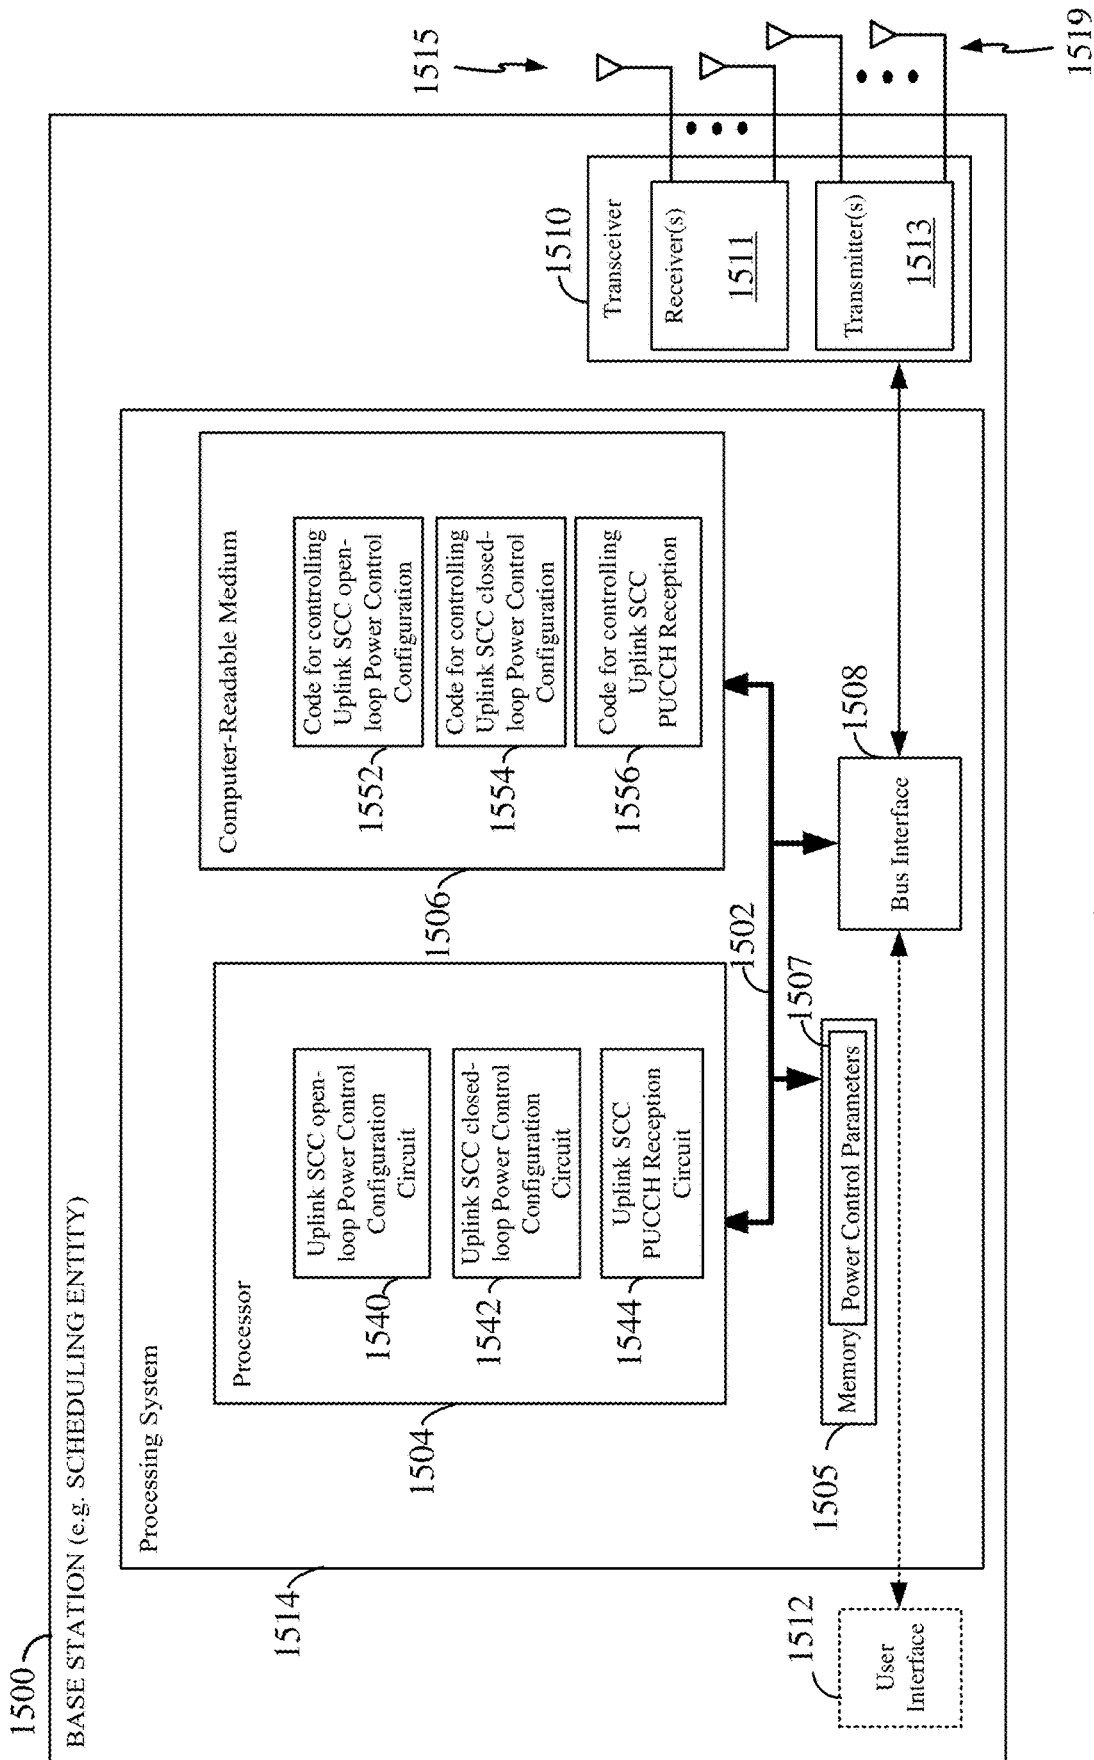 1500
BASE STATION (e.g. SCHEDULING ENTITY)
1514
Processing System
1504
Processor
1540
Uplink SCC open-
loop Power Control
Configuration
Circuit
1542
Uplink SCC closed-
loop Power Control
Configuration
Circuit
1544
Uplink SCC
PUCCH Reception
Circuit
1506
Computer-Readable Medium
1552
Code for controlling
Uplink SCC open-
loop Power Control
Configuration
1554
Code for controlling
Uplink SCC closed-
loop Power Control
Configuration
1556
Code for controlling
Uplink SCC
PUCCH Reception
1502
1505
Memory
1507
Power Control Parameters
1508
Bus Interface
1512
User
Interface
1510
Transceiver
Receiver(s)
1511
Transmitter(s)
1513
1515
1519